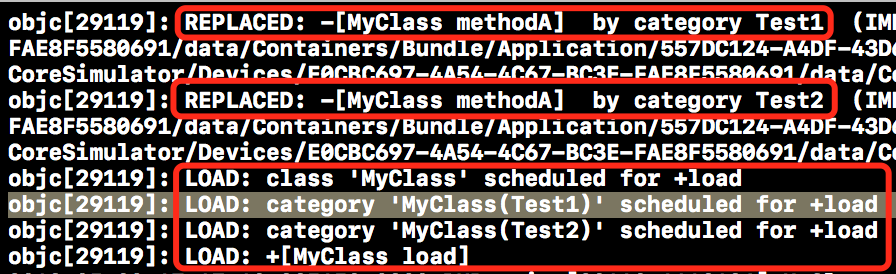 objc[29119]: REPLACED: -[MyClass methodA]  by category Test1  (IM
FAE8F5580691/data/Containers/Bundle/Application/557DC124-A4DF-43D
CoreSimulator/Devices/E0CBC697-4A54-4C67-BC3E-FAE8F5580691/data/Co
objc[29119]: REPLACED: -[MyClass methodA]  by category Test2  (IM
FAE8F5580691/data/Containers/Bundle/Application/557DC124-A4DF-43D
CoreSimulator/Devices/E0CBC697-4A54-4C67-BC3E-FAE8F5580691/data/Co
objc[29119]: LOAD: class 'MyClass' scheduled for +load
objc[29119]: LOAD: category 'MyClass(Test1)' scheduled for +load
objc[29119]: LOAD: category 'MyClass(Test2)' scheduled for +load
objc[29119]: LOAD: +[MyClass load]